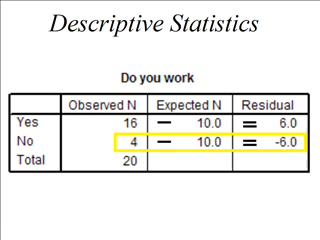 Descriptive Statistics
Do you work
Observed N Expected N Residual
Yes 16 — 10.0 = 6.0
No 4 — 10.0 = -6.0
Total 20